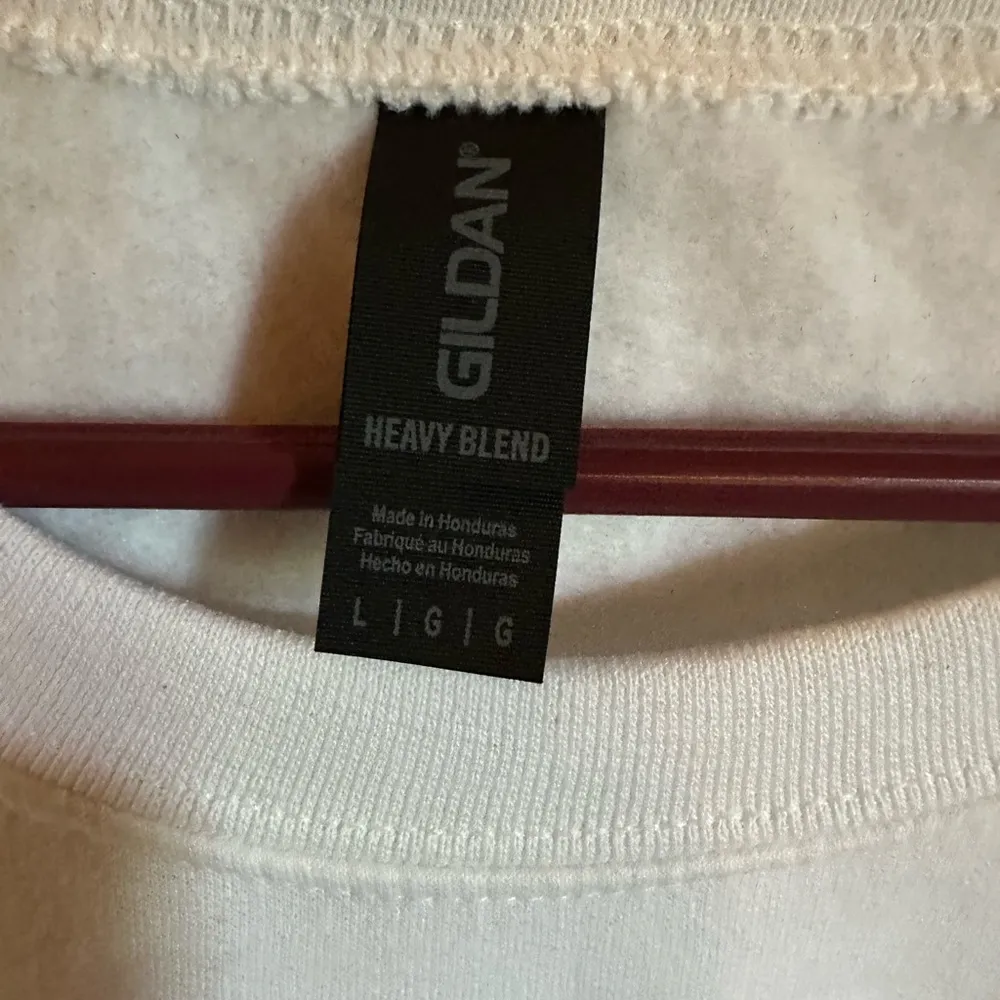 GILDAN®
HEAVY BLEND
Made in Honduras
Fabriqué au Honduras
Hecho en Honduras
L | G | G